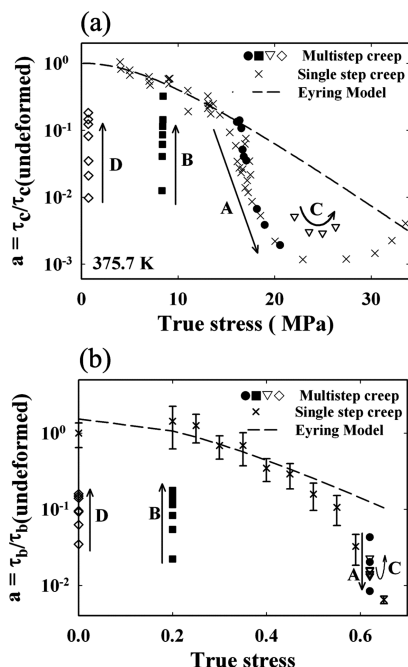 (a)
a = τc/τc(undeformed)
10⁰
10⁻¹
10⁻²
10⁻³
Multistep creep
Single step creep
Eyring Model
D
B
A
C
375.7 K
0 10 20 30
True stress ( MPa)
(b)
a = τb/τb(undeformed)
10⁰
10⁻¹
10⁻²
Multistep creep
Single step creep
Eyring Model
D
B
A
C
0.0 0.2 0.4 0.6
True stress